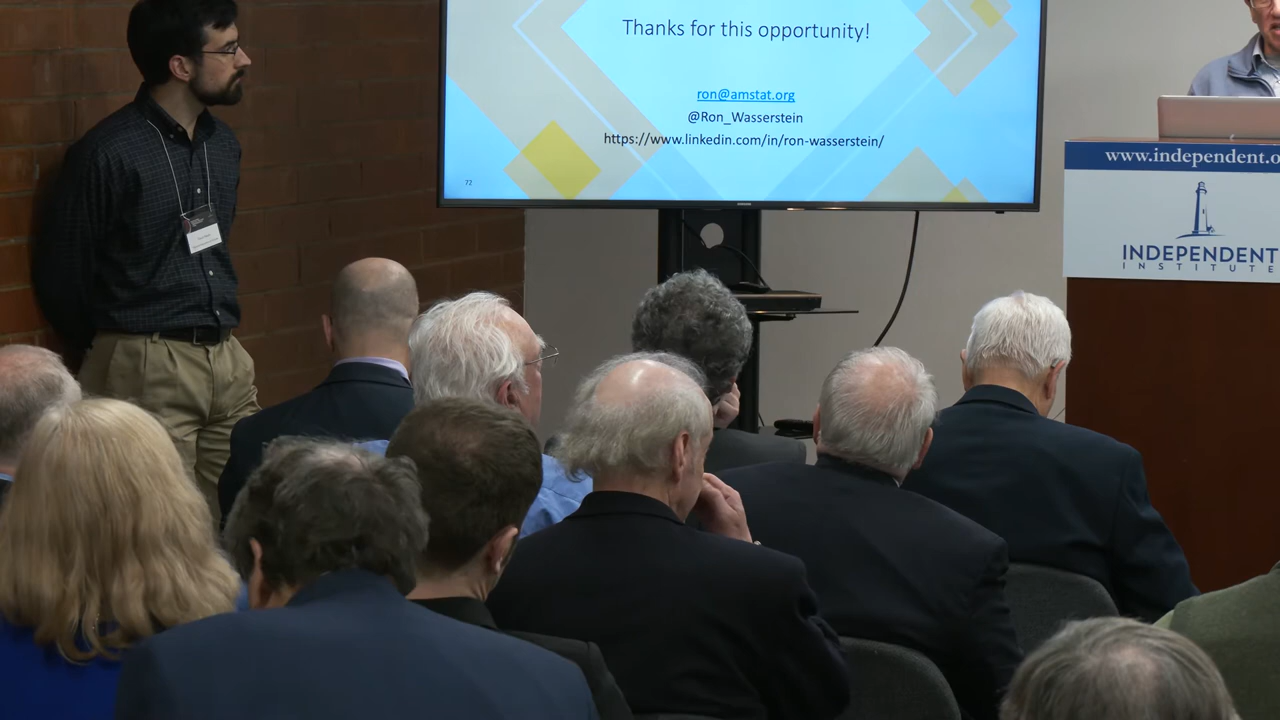 Thanks for this opportunity!
ron@amstat.org
@Ron_Wasserstein
https://www.linkedin.com/in/ron-wasserstein/
72
www.independent.o
INDEPENDENT
INSTITUTE